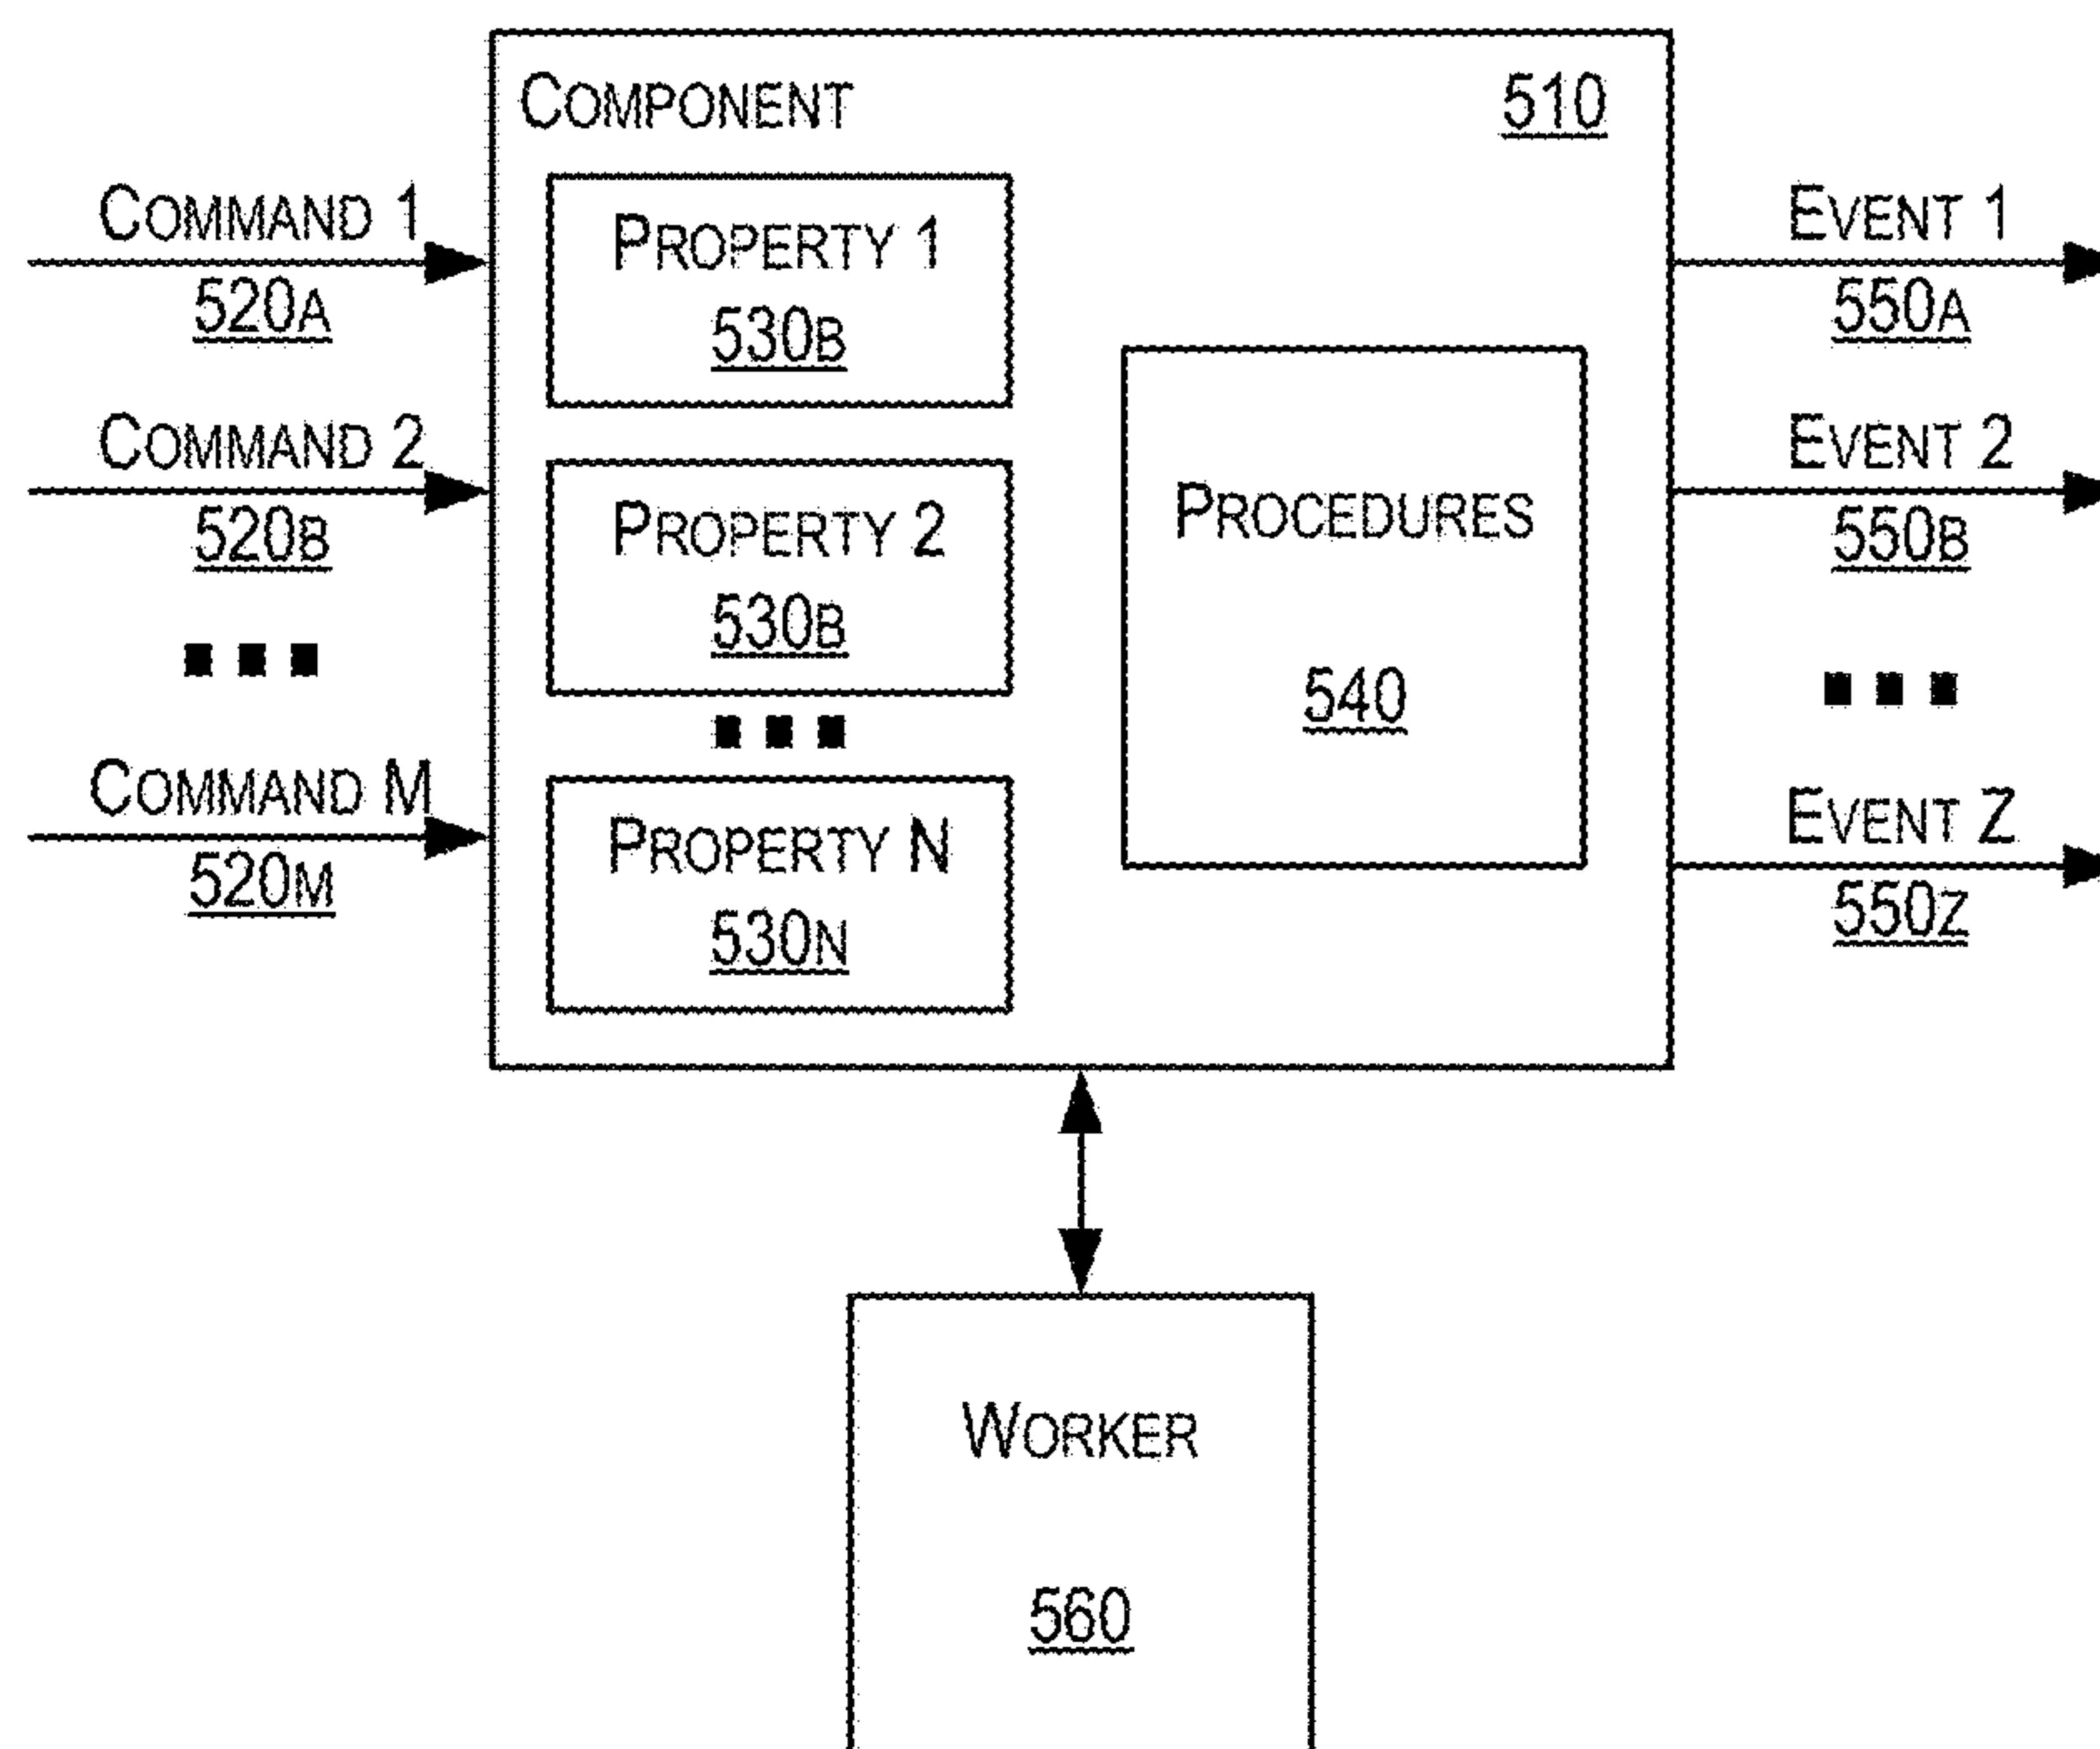 COMPONENT 510
COMMAND 1
520A
COMMAND 2
520B
COMMAND M
520M
PROPERTY 1
530B
PROPERTY 2
530B
PROPERTY N
530N
PROCEDURES
540
EVENT 1
550A
EVENT 2
550B
EVENT Z
550Z
WORKER
560